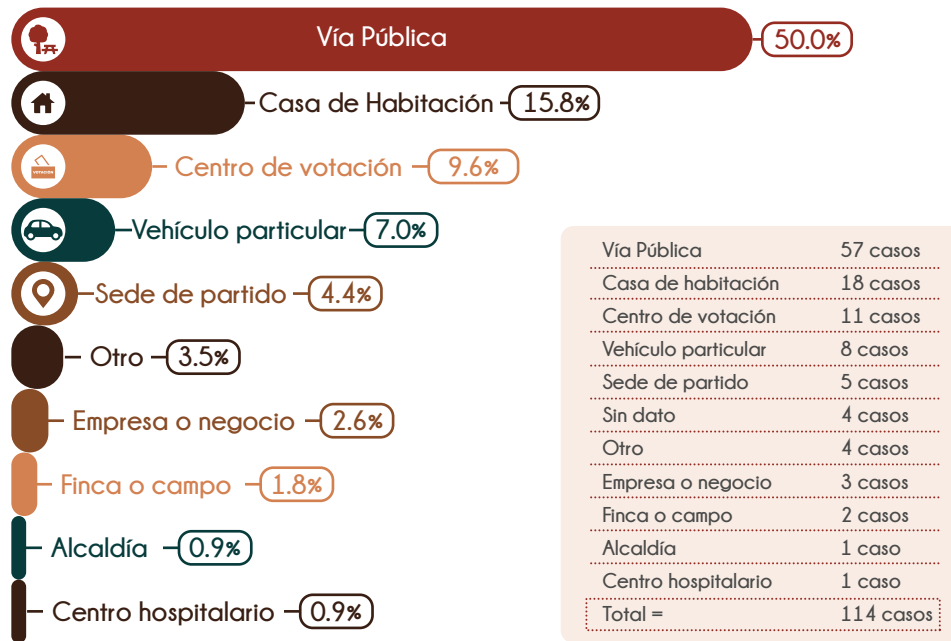 Vía Pública 50.0%
Casa de Habitación 15.8%
VOTACIÓN
Centro de votación 9.6%
Vehículo particular 7.0%
Sede de partido 4.4%
Otro 3.5%
Empresa o negocio 2.6%
Finca o campo 1.8%
Alcaldía 0.9%
Centro hospitalario 0.9%
Vía Pública 57 casos
Casa de habitación 18 casos
Centro de votación 11 casos
Vehículo particular 8 casos
Sede de partido 5 casos
Sin dato 4 casos
Otro 4 casos
Empresa o negocio 3 casos
Finca o campo 2 casos
Alcaldía 1 caso
Centro hospitalario 1 caso
Total = 114 casos